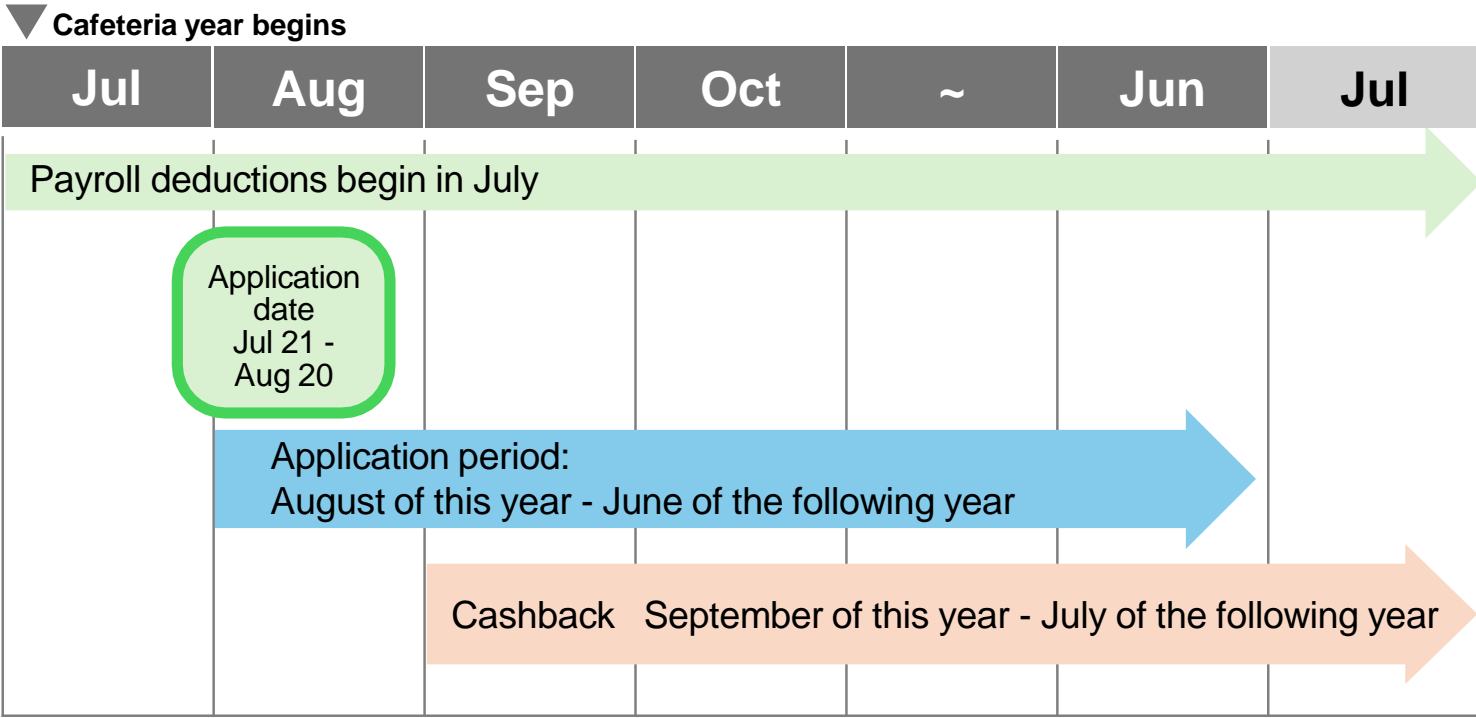 Cafeteria year begins
Jul Aug Sep Oct ~ Jun Jul
Payroll deductions begin in July
Application
date
Jul 21 -
Aug 20
Application period:
August of this year - June of the following year
Cashback September of this year - July of the following year